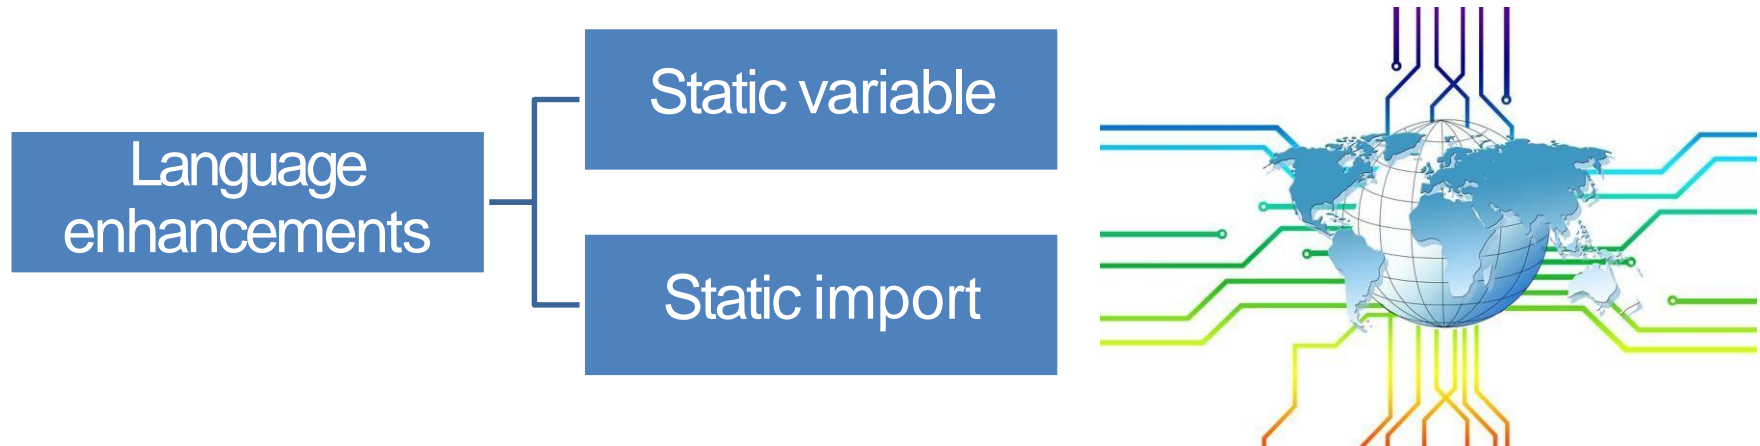 Language
enhancements
Static variable
Static import